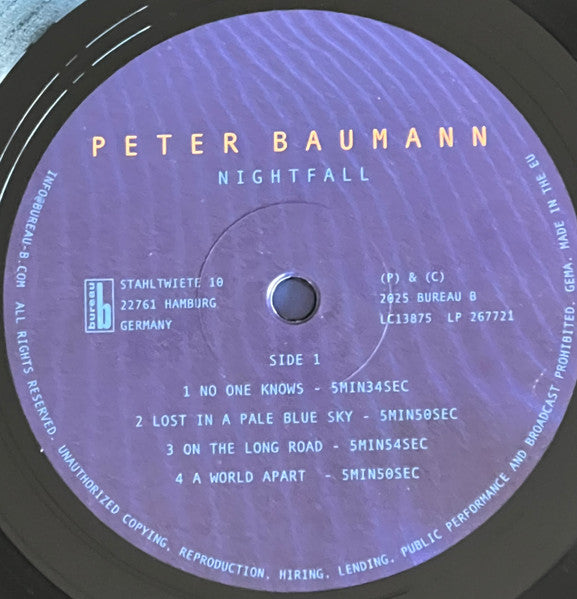 PETER BAUMANN
NIGHTFALL
bureau b
STAHLTWIETE 10
22761 HAMBURG
GERMANY
(P) & (C)
2025 BUREAU B
LC13875 LP 267721
SIDE 1
1 NO ONE KNOWS - 5MIN34SEC
2 LOST IN A PALE BLUE SKY - 5MIN50SEC
3 ON THE LONG ROAD - 5MIN54SEC
4 A WORLD APART - 5MIN50SEC
INFO@BUREAU-B.COM ALL RIGHTS RESERVED. UNAUTHORIZED COPYING, REPRODUCTION, HIRING, LENDING, PUBLIC PERFORMANCE AND BROADCAST PROHIBITED. GEMA. MADE IN THE EU